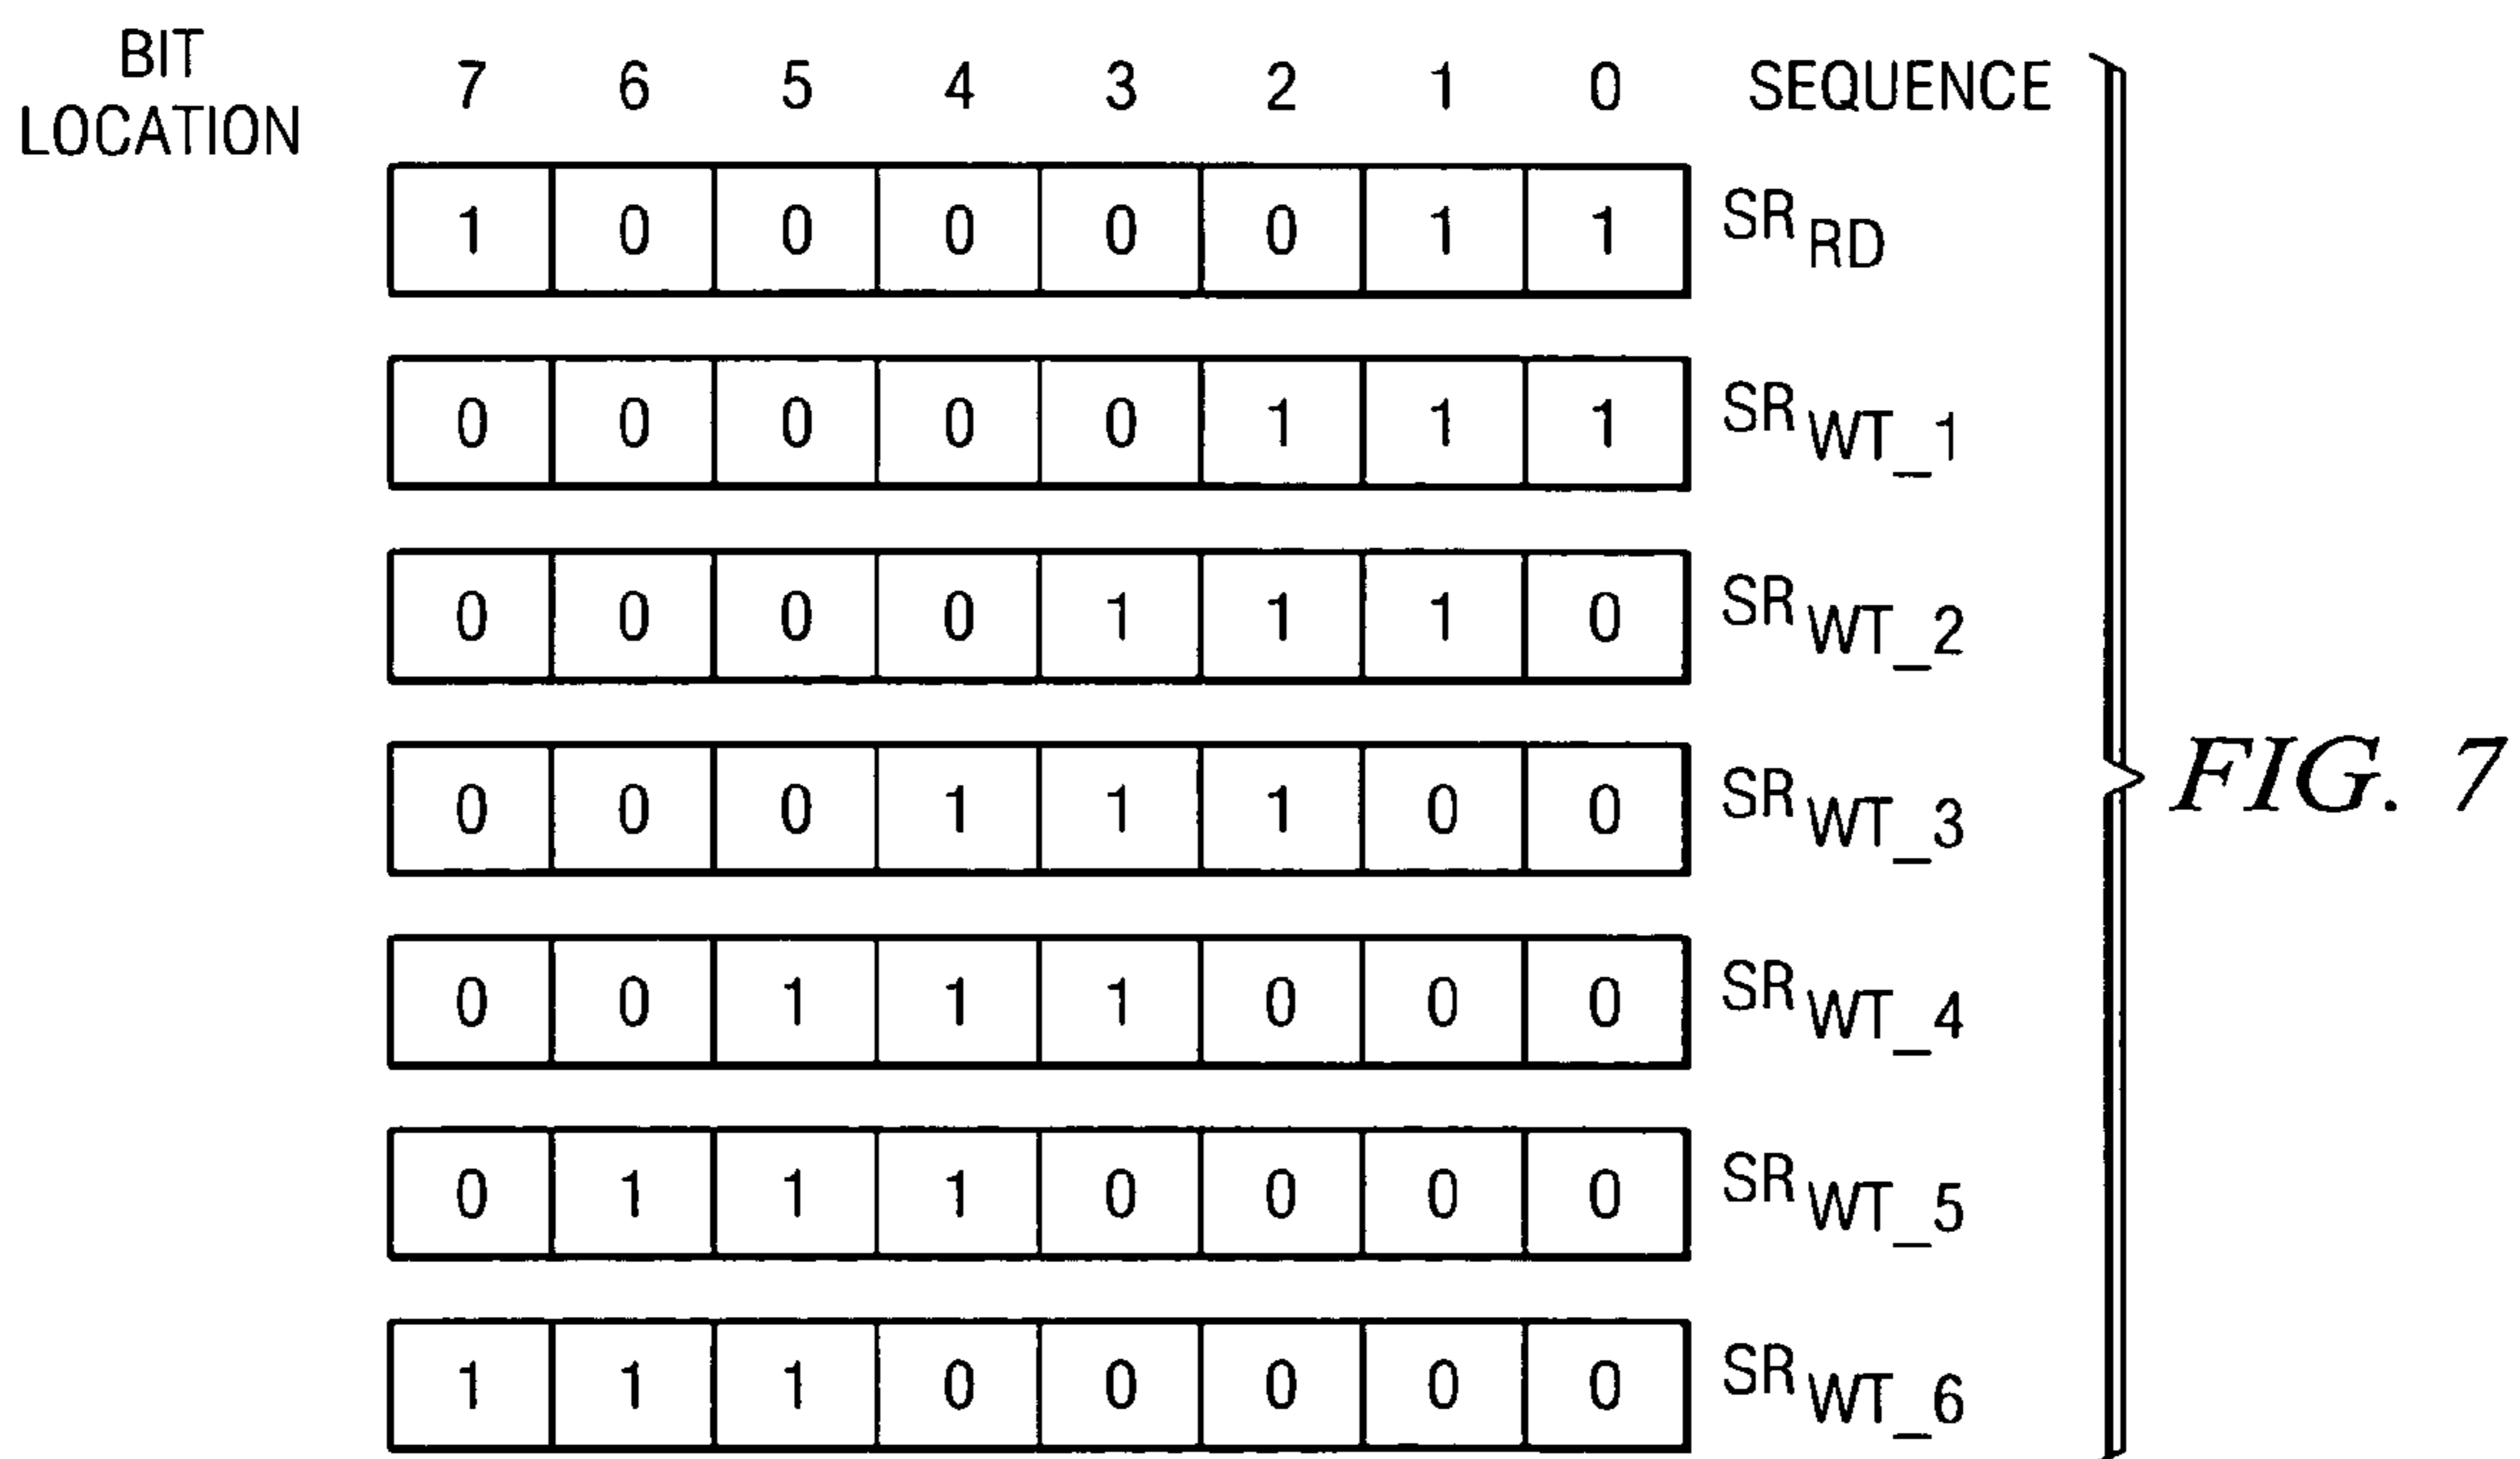 BIT LOCATION 7 6 5 4 3 2 1 0 SEQUENCE
1 0 0 0 0 0 1 1 SR RD
0 0 0 0 0 1 1 1 SR WT_1
0 0 0 0 1 1 1 0 SR WT_2
0 0 0 1 1 1 0 0 SR WT_3
0 0 1 1 1 0 0 0 SR WT_4
0 1 1 1 0 0 0 0 SR WT_5
1 1 1 0 0 0 0 0 SR WT_6
FIG. 7